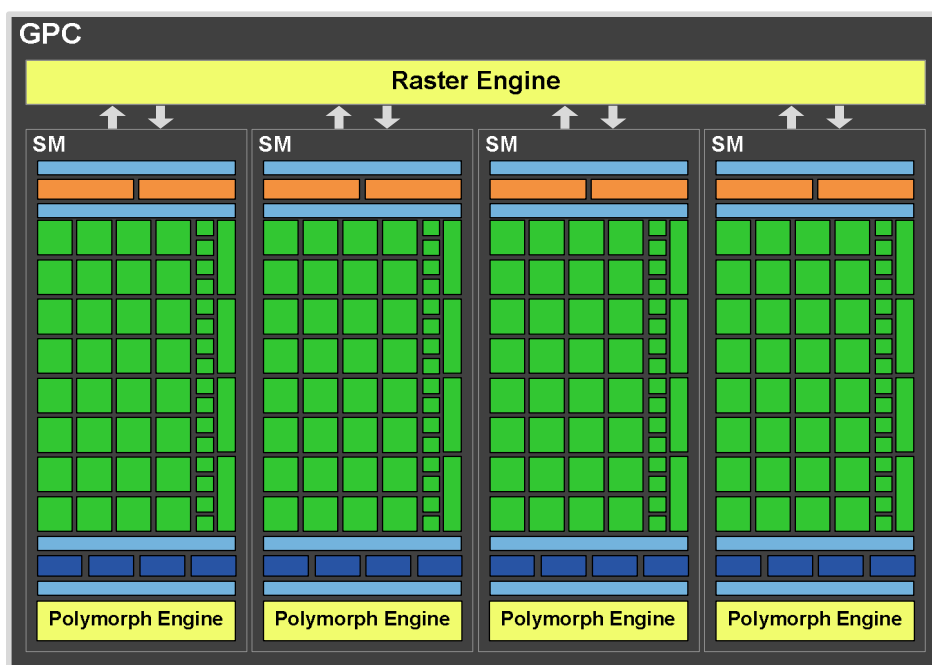 GPC
Raster Engine
SM SM SM SM
Polymorph Engine Polymorph Engine Polymorph Engine Polymorph Engine